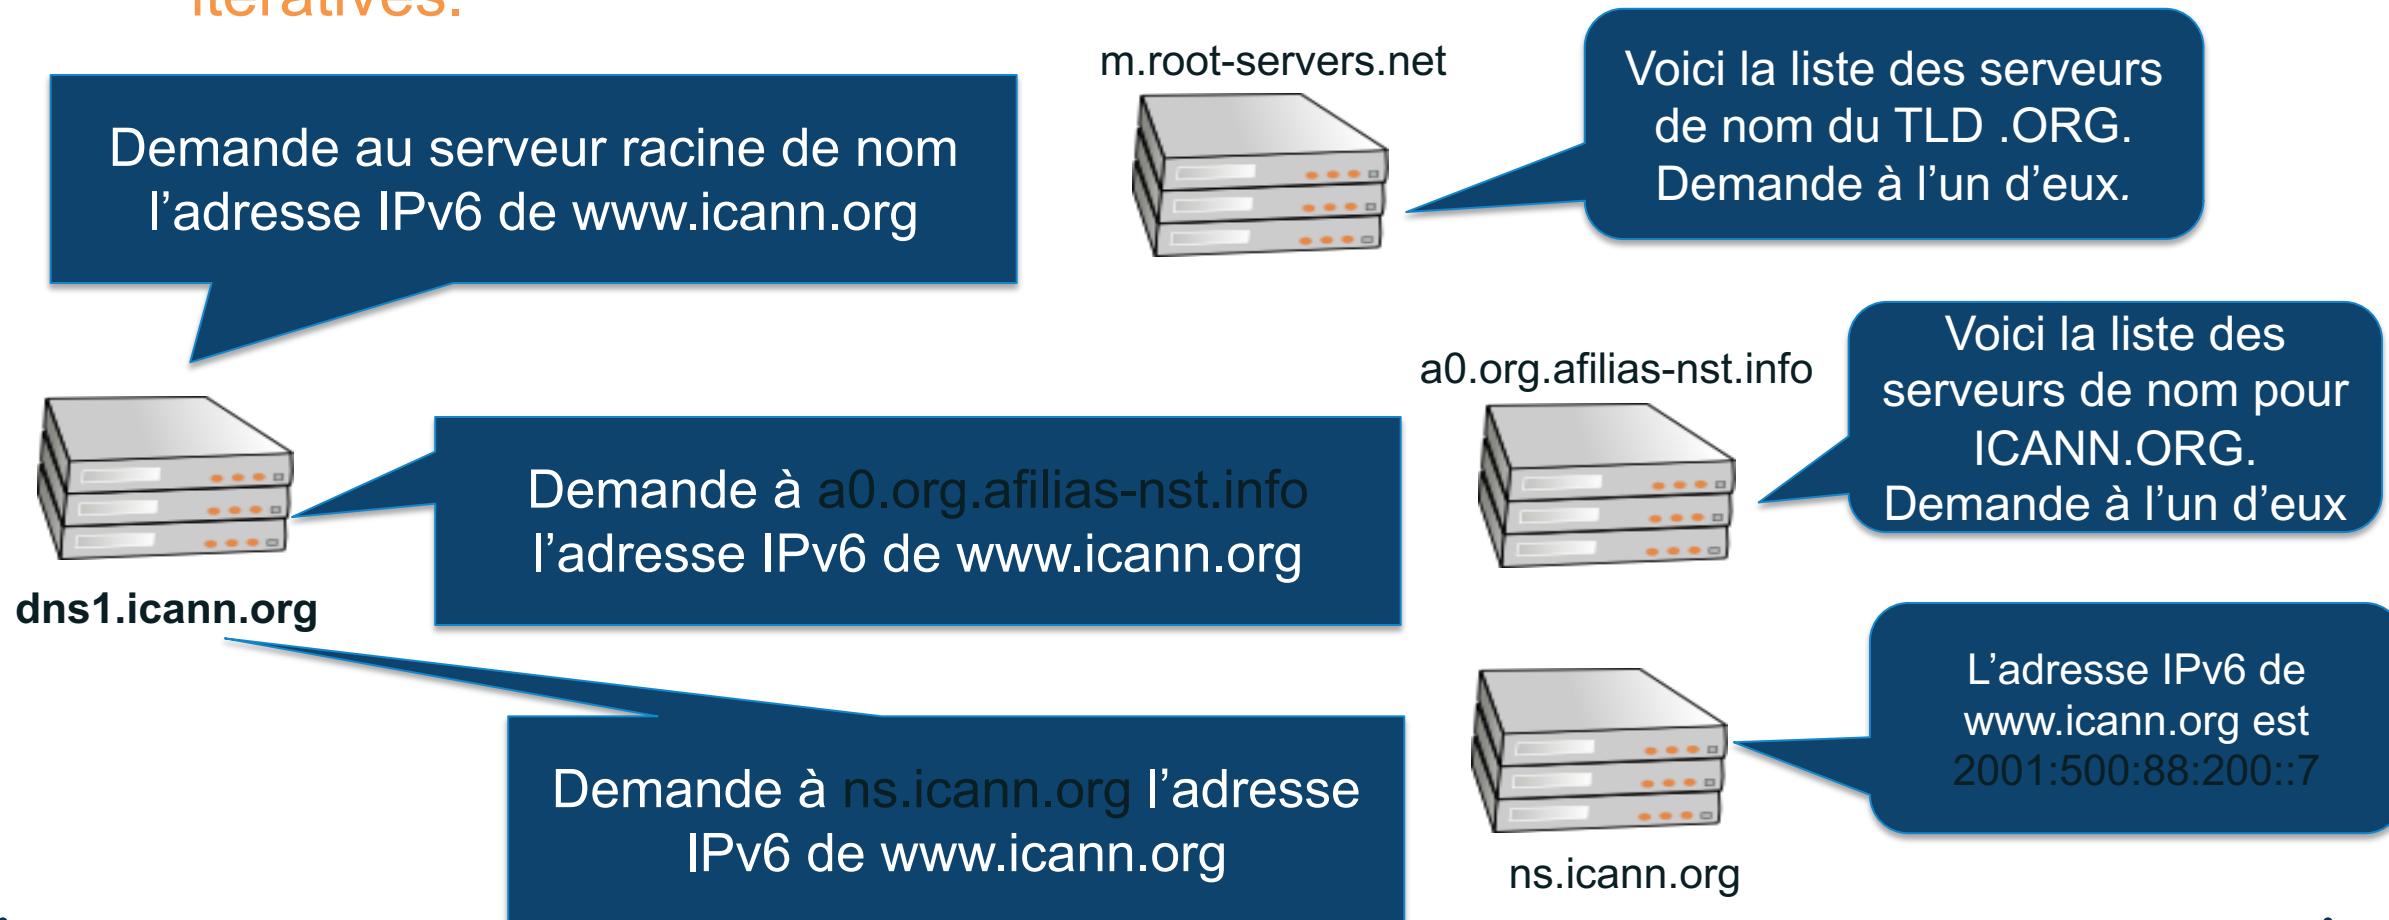 itératives.
m.root-servers.net
Voici la liste des serveurs
de nom du TLD .ORG.
Demande à l’un d’eux.
Demande au serveur racine de nom
l’adresse IPv6 de www.icann.org
a0.org.afilias-nst.info
Voici la liste des
serveurs de nom pour
ICANN.ORG.
Demande à l’un d’eux
Demande à a0.org.afilias-nst.info
l’adresse IPv6 de www.icann.org
dns1.icann.org
L’adresse IPv6 de
www.icann.org est
2001:500:88:200::7
Demande à ns.icann.org l’adresse
IPv6 de www.icann.org
ns.icann.org